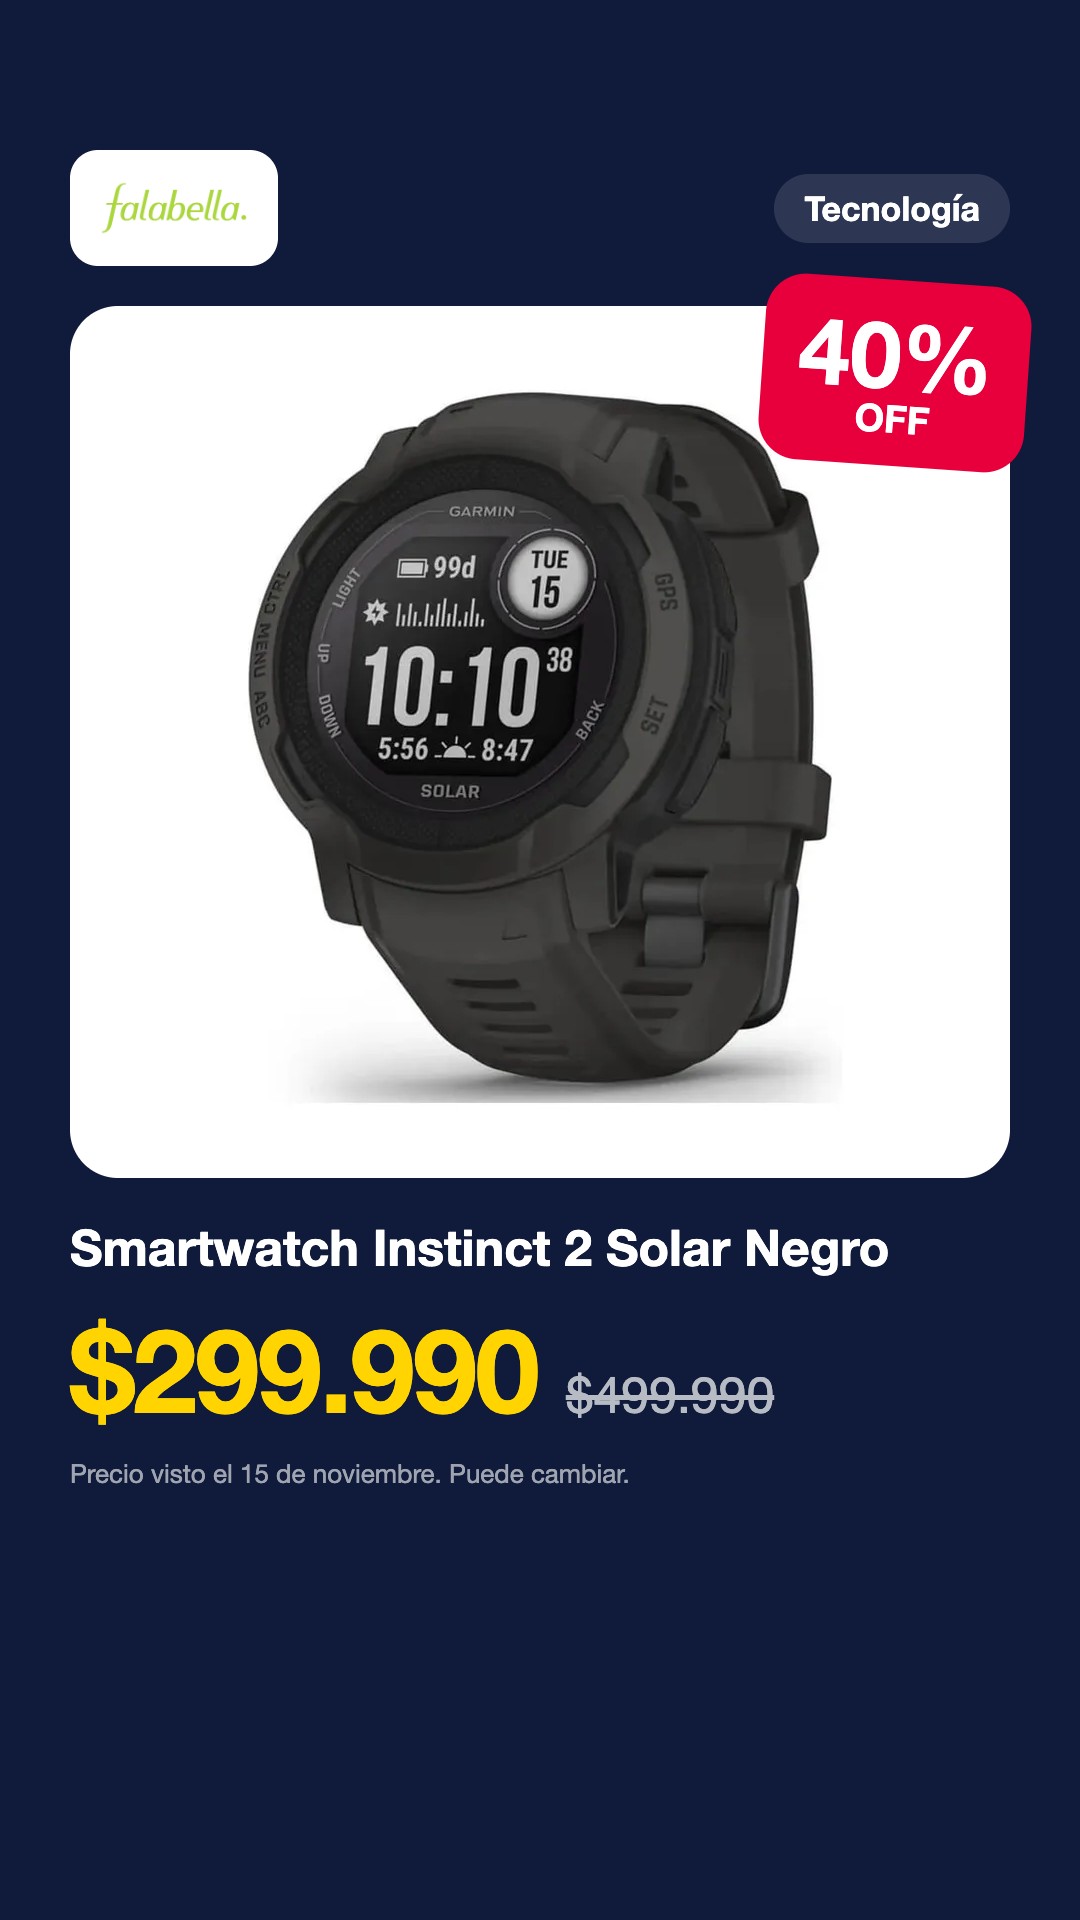 falabella.
Tecnología
40%
OFF
GARMIN
LIGHT
99d
TUE
15
GPS
CTRL
MENU
ABC
UP
DOWN
10:10 38
SET
BACK
5:56 8:47
SOLAR
Smartwatch Instinct 2 Solar Negro
$299.990 $499.990
Precio visto el 15 de noviembre. Puede cambiar.